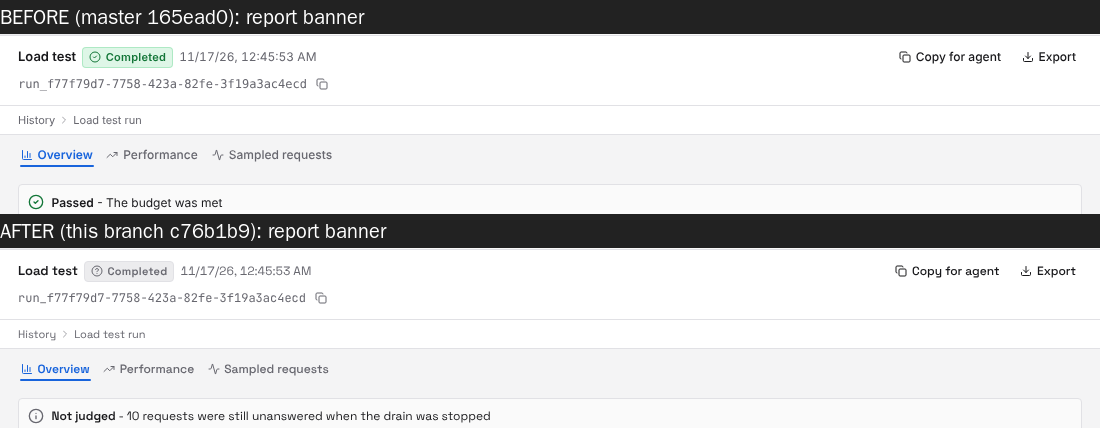 BEFORE (master 165ead0): report banner
Load test Completed 11/17/26, 12:45:53 AM Copy for agent Export
run_f77f79d7-7758-423a-82fe-3f19a3ac4ecd
History > Load test run
Overview Performance Sampled requests
Passed - The budget was met
AFTER (this branch c76b1b9): report banner
Load test Completed 11/17/26, 12:45:53 AM Copy for agent Export
run_f77f79d7-7758-423a-82fe-3f19a3ac4ecd
History > Load test run
Overview Performance Sampled requests
Not judged - 10 requests were still unanswered when the drain was stopped